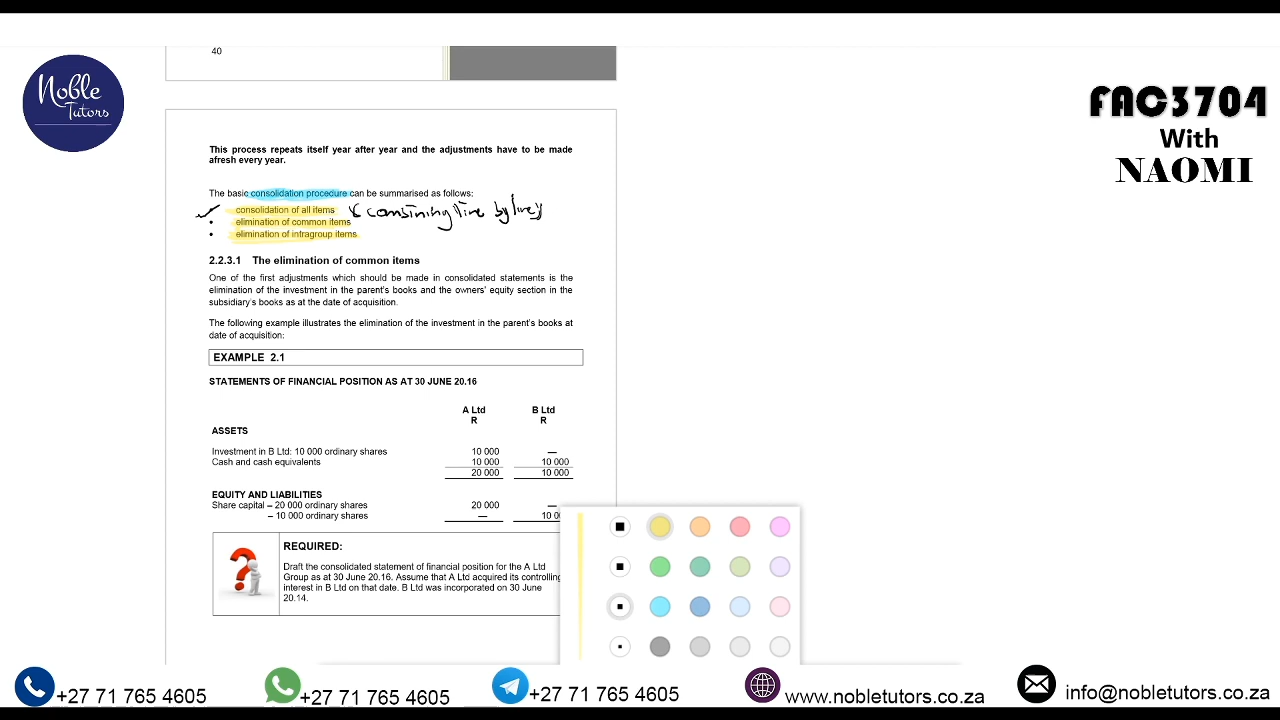 40
Noble
Tutors
FAC3704
With
NAOMI
This process repeats itself year after year and the adjustments have to be made
afresh every year.
The basic consolidation procedure can be summarised as follows:
consolidation of all items (combining line by line)
• elimination of common items
• elimination of intragroup items
2.2.3.1 The elimination of common items
One of the first adjustments which should be made in consolidated statements is the
elimination of the investment in the parent's books and the owners' equity section in the
subsidiary's books as at the date of acquisition.
The following example illustrates the elimination of the investment in the parent's books at
date of acquisition:
EXAMPLE 2.1
STATEMENTS OF FINANCIAL POSITION AS AT 30 JUNE 20.16
A Ltd B Ltd
R R
ASSETS
Investment in B Ltd: 10 000 ordinary shares 10 000 —
Cash and cash equivalents 10 000 10 000
20 000 10 000
EQUITY AND LIABILITIES
Share capital – 20 000 ordinary shares 20 000 —
– 10 000 ordinary shares — 10 00
REQUIRED:
Draft the consolidated statement of financial position for the A Ltd
Group as at 30 June 20.16. Assume that A Ltd acquired its controlling
interest in B Ltd on that date. B Ltd was incorporated on 30 June
20.14.
+27 71 765 4605 +27 71 765 4605 +27 71 765 4605 www.nobletutors.co.za info@nobletutors.co.za